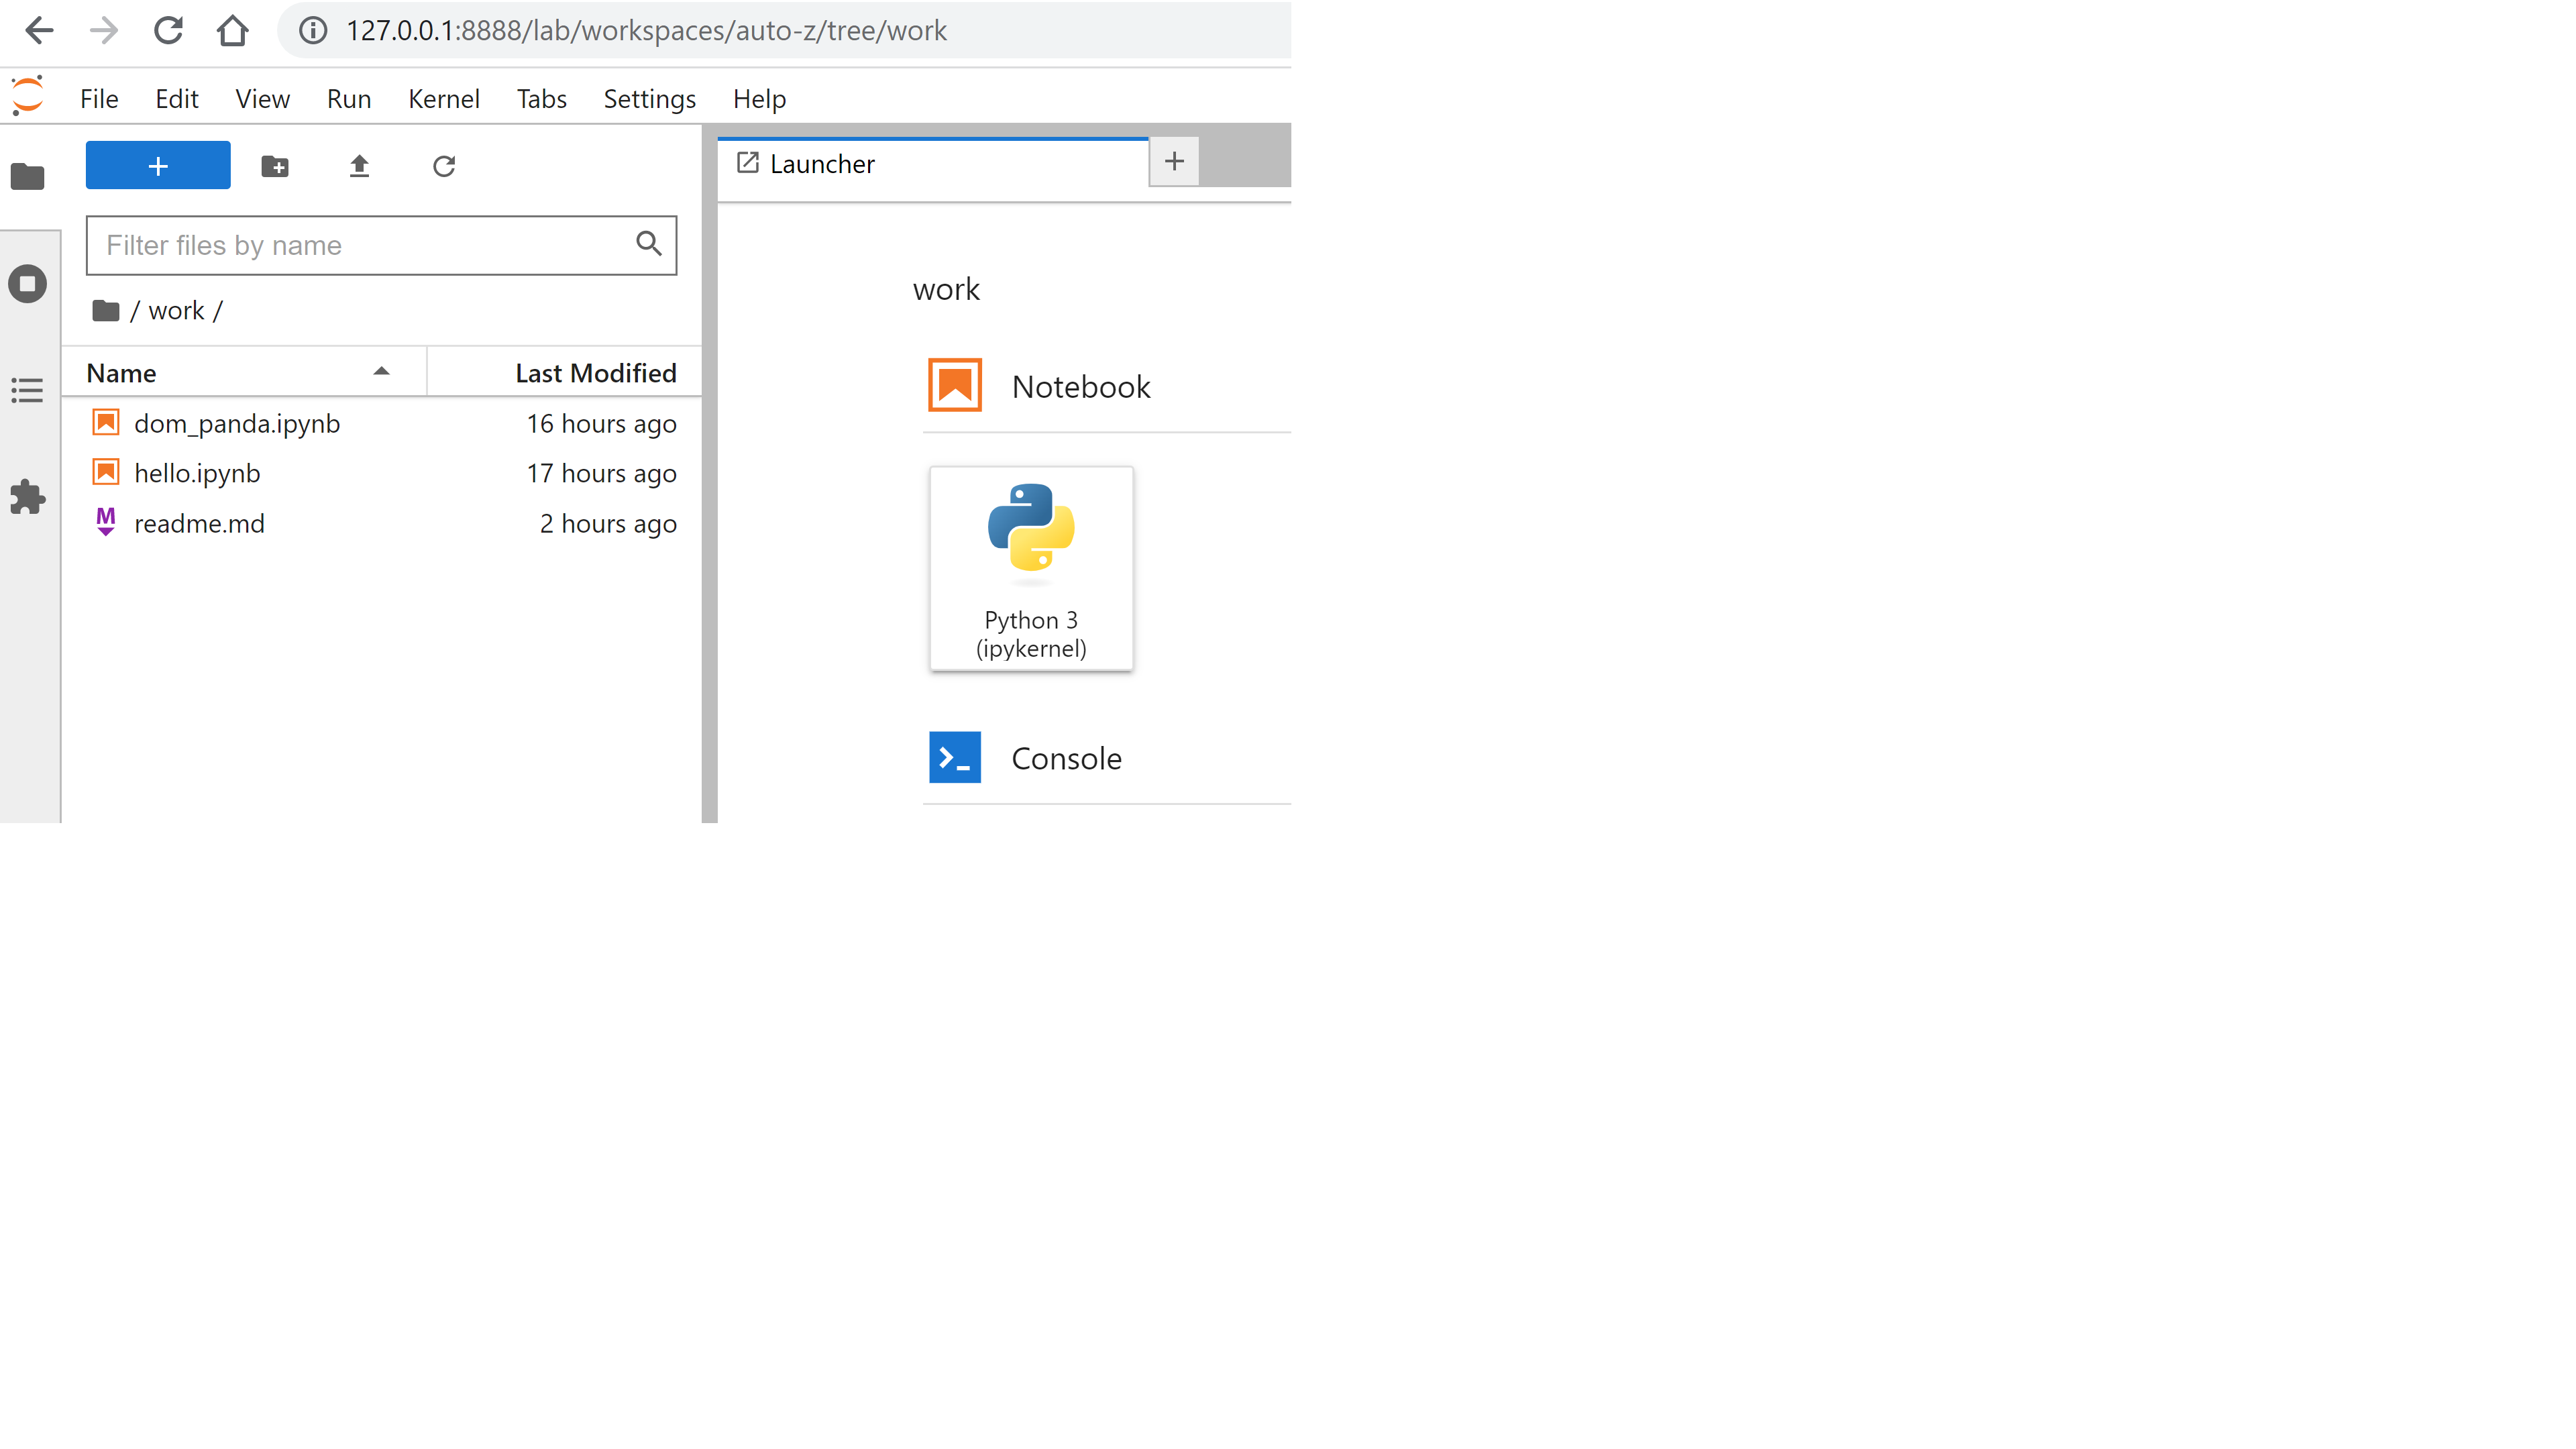 127.0.0.1:8888/lab/workspaces/auto-z/tree/work
File Edit View Run Kernel Tabs Settings Help
Launcher
Filter files by name
/ work /
Name Last Modified
dom_panda.ipynb 16 hours ago
hello.ipynb 17 hours ago
readme.md 2 hours ago
work
Notebook
Python 3
(ipykernel)
Console